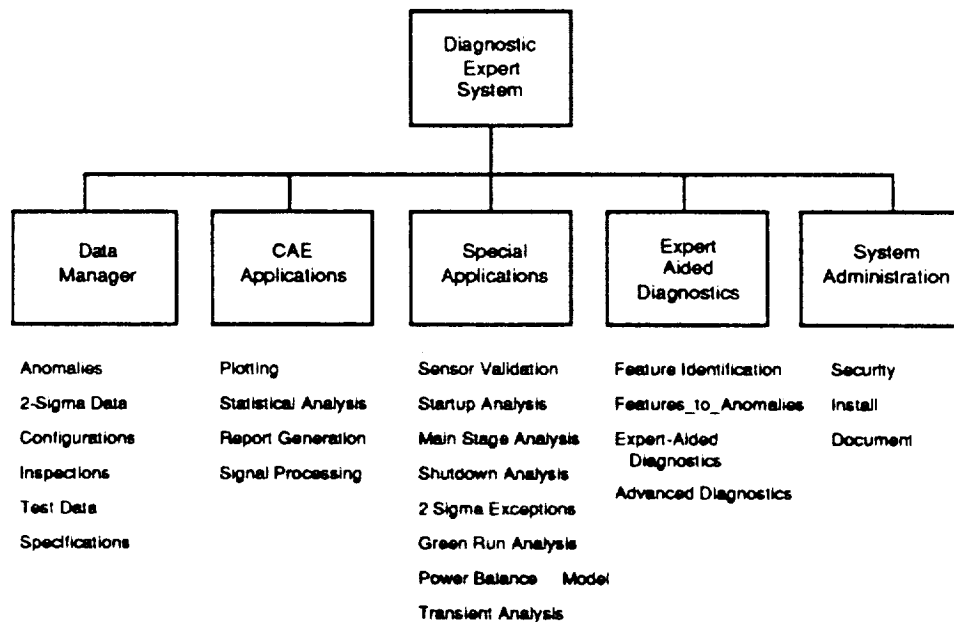 Diagnostic
Expert
System
Data
Manager
CAE
Applications
Special
Applications
Expert
Aided
Diagnostics
System
Administration
Anomalies
2-Sigma Data
Configurations
Inspections
Test Data
Specifications
Plotting
Statistical Analysis
Report Generation
Signal Processing
Sensor Validation
Startup Analysis
Main Stage Analysis
Shutdown Analysis
2 Sigma Exceptions
Green Run Analysis
Power Balance Model
Transient Analysis
Feature Identification
Features_to_Anomalies
Expert-Aided
Diagnostics
Advanced Diagnostics
Security
Install
Document